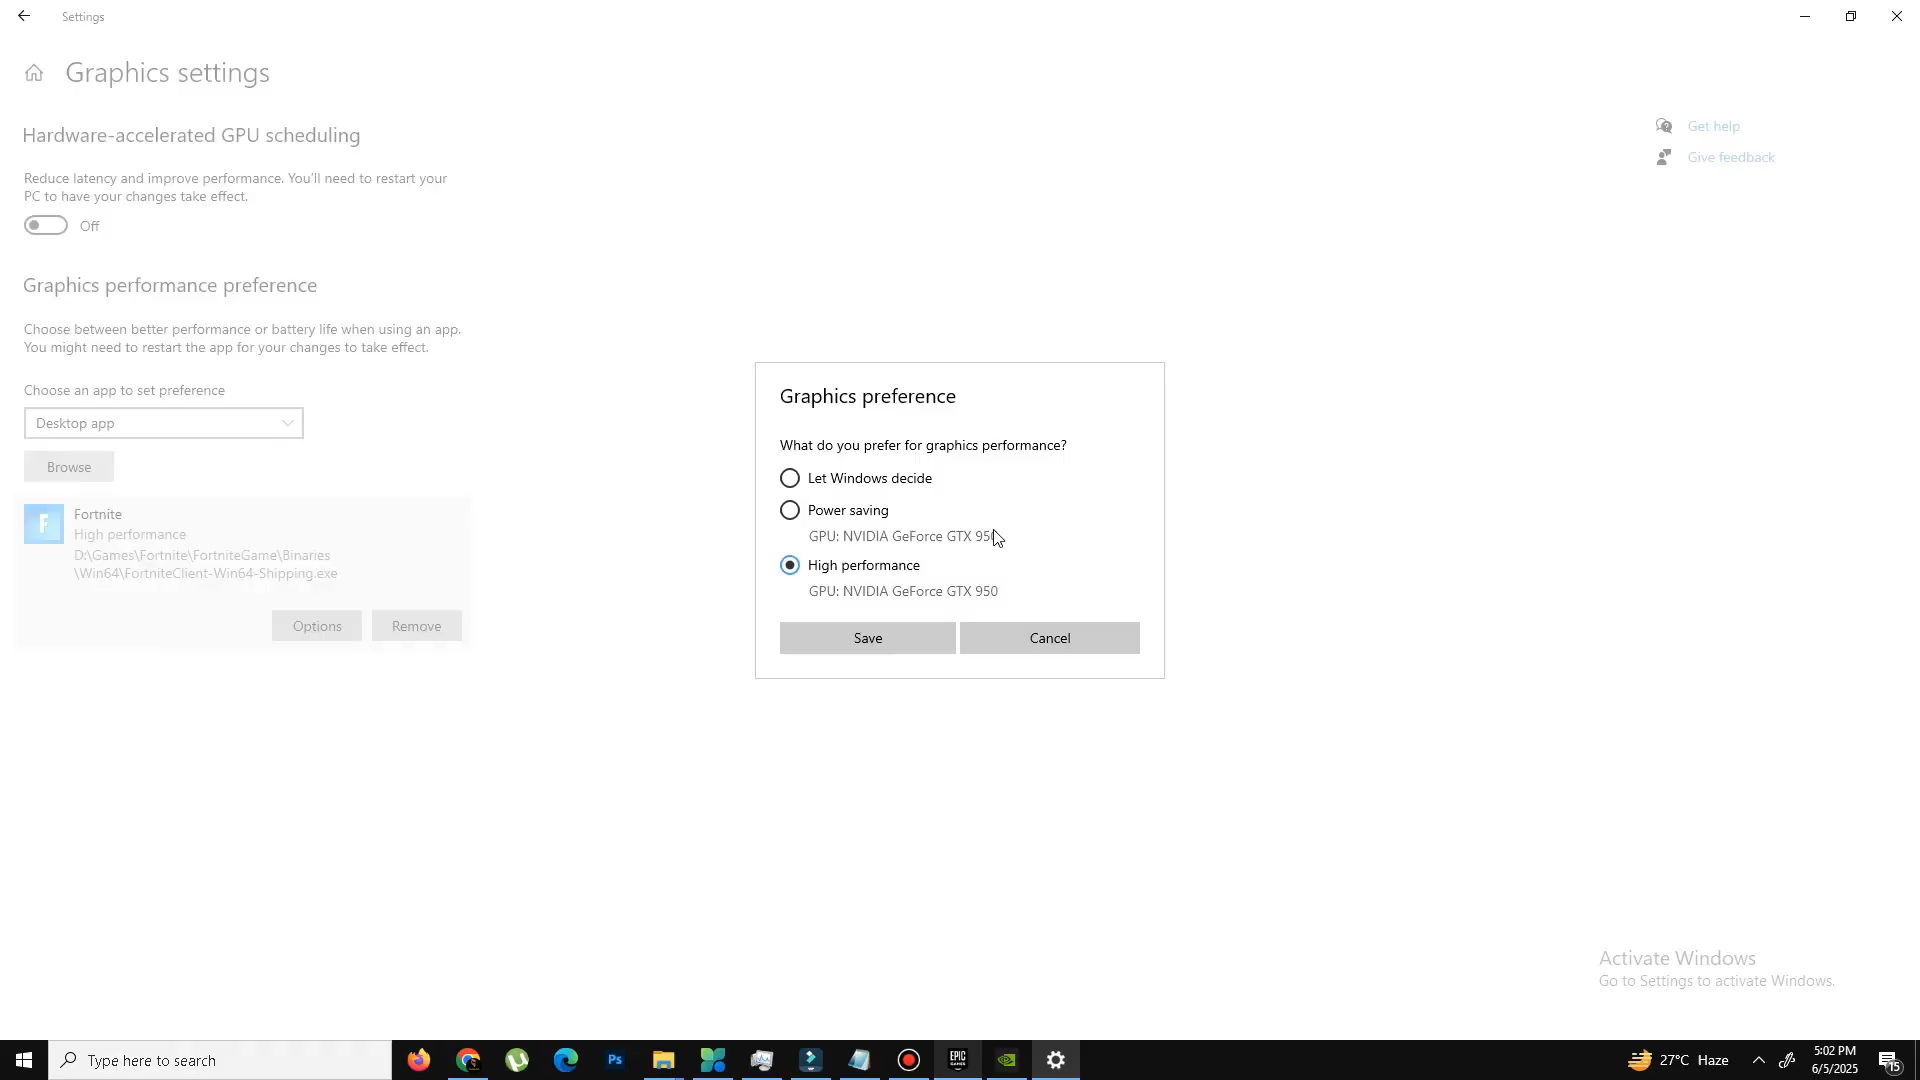 Settings
Graphics settings
Hardware-accelerated GPU scheduling
Reduce latency and improve performance. You'll need to restart your
PC to have your changes take effect.
Off
Graphics performance preference
Choose between better performance or battery life when using an app.
You might need to restart the app for your changes to take effect.
Choose an app to set preference
Desktop app
Browse
F
Fortnite
High performance
D:\Games\Fortnite\FortniteGame\Binaries
\Win64\FortniteClient-Win64-Shipping.exe
Options
Remove
Get help
Give feedback
Graphics preference
What do you prefer for graphics performance?
Let Windows decide
Power saving
GPU: NVIDIA GeForce GTX 950
High performance
GPU: NVIDIA GeForce GTX 950
Save
Cancel
Activate Windows
Go to Settings to activate Windows.
Type here to search
Ps
EPIC
GAMES
27°C Haze
5:02 PM
6/5/2025
15